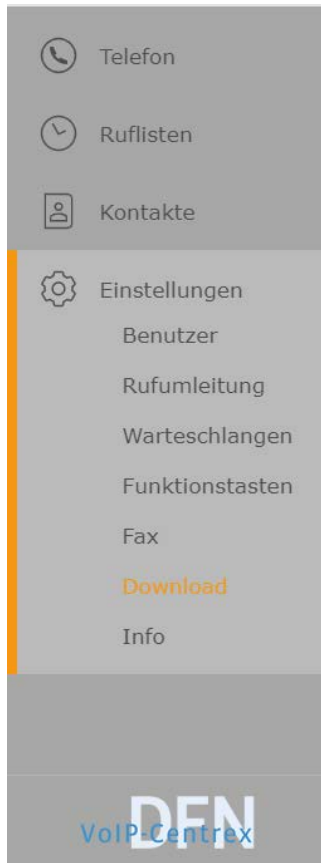 Telefon
Ruflisten
Kontakte
Einstellungen
Benutzer
Rufumleitung
Warteschlangen
Funktionstasten
Fax
Download
Info
DFN
VoIP-Centrex